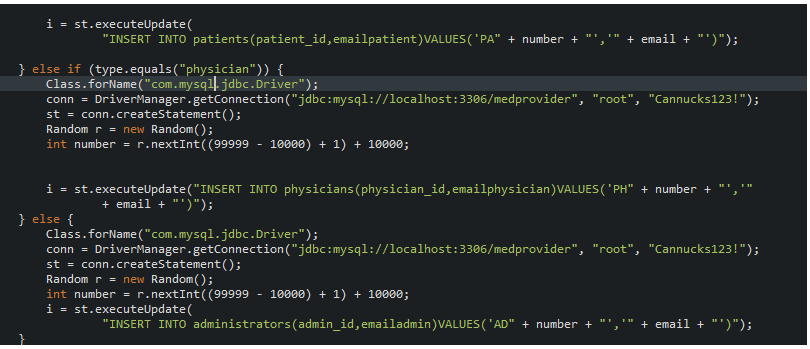 i = st.executeUpdate(
"INSERT INTO patients(patient_id,emailpatient)VALUES('PA" + number + "','" + email + "')");
} else if (type.equals("physician")) {
Class.forName("com.mysql.jdbc.Driver");
conn = DriverManager.getConnection("jdbc:mysql://localhost:3306/medprovider", "root", "Cannucks123!");
st = conn.createStatement();
Random r = new Random();
int number = r.nextInt((99999 - 10000) + 1) + 10000;
i = st.executeUpdate("INSERT INTO physicians(physician_id,emailphysician)VALUES('PH" + number + "','"
+ email + "')");
} else {
Class.forName("com.mysql.jdbc.Driver");
conn = DriverManager.getConnection("jdbc:mysql://localhost:3306/medprovider", "root", "Cannucks123!");
st = conn.createStatement();
Random r = new Random();
int number = r.nextInt((99999 - 10000) + 1) + 10000;
i = st.executeUpdate(
"INSERT INTO administrators(admin_id,emailadmin)VALUES('AD" + number + "','" + email + "')");
}